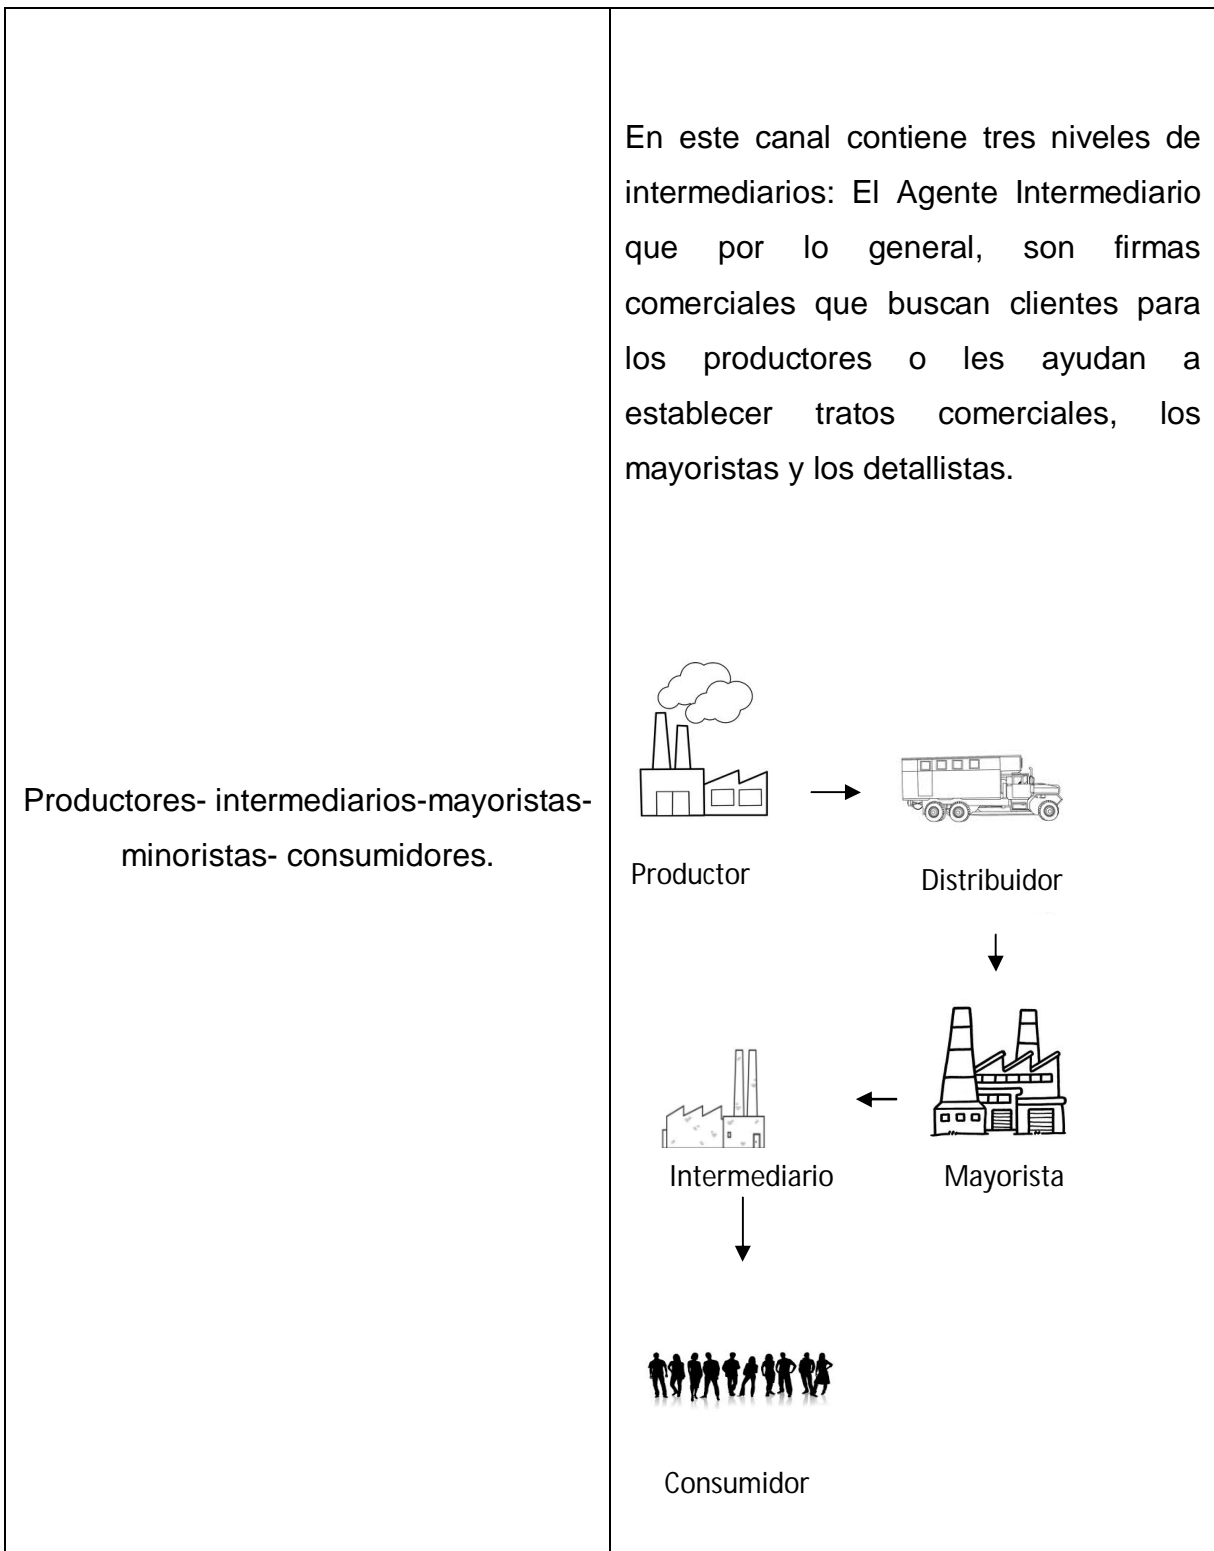 En este canal contiene tres niveles de
intermediarios: El Agente Intermediario
que por lo general, son firmas
comerciales que buscan clientes para
los productores o les ayudan a
establecer tratos comerciales, los
mayoristas y los detallistas.
Productores- intermediarios-mayoristas-
minoristas- consumidores.
Productor
Distribuidor
Intermediario
Mayorista
Consumidor